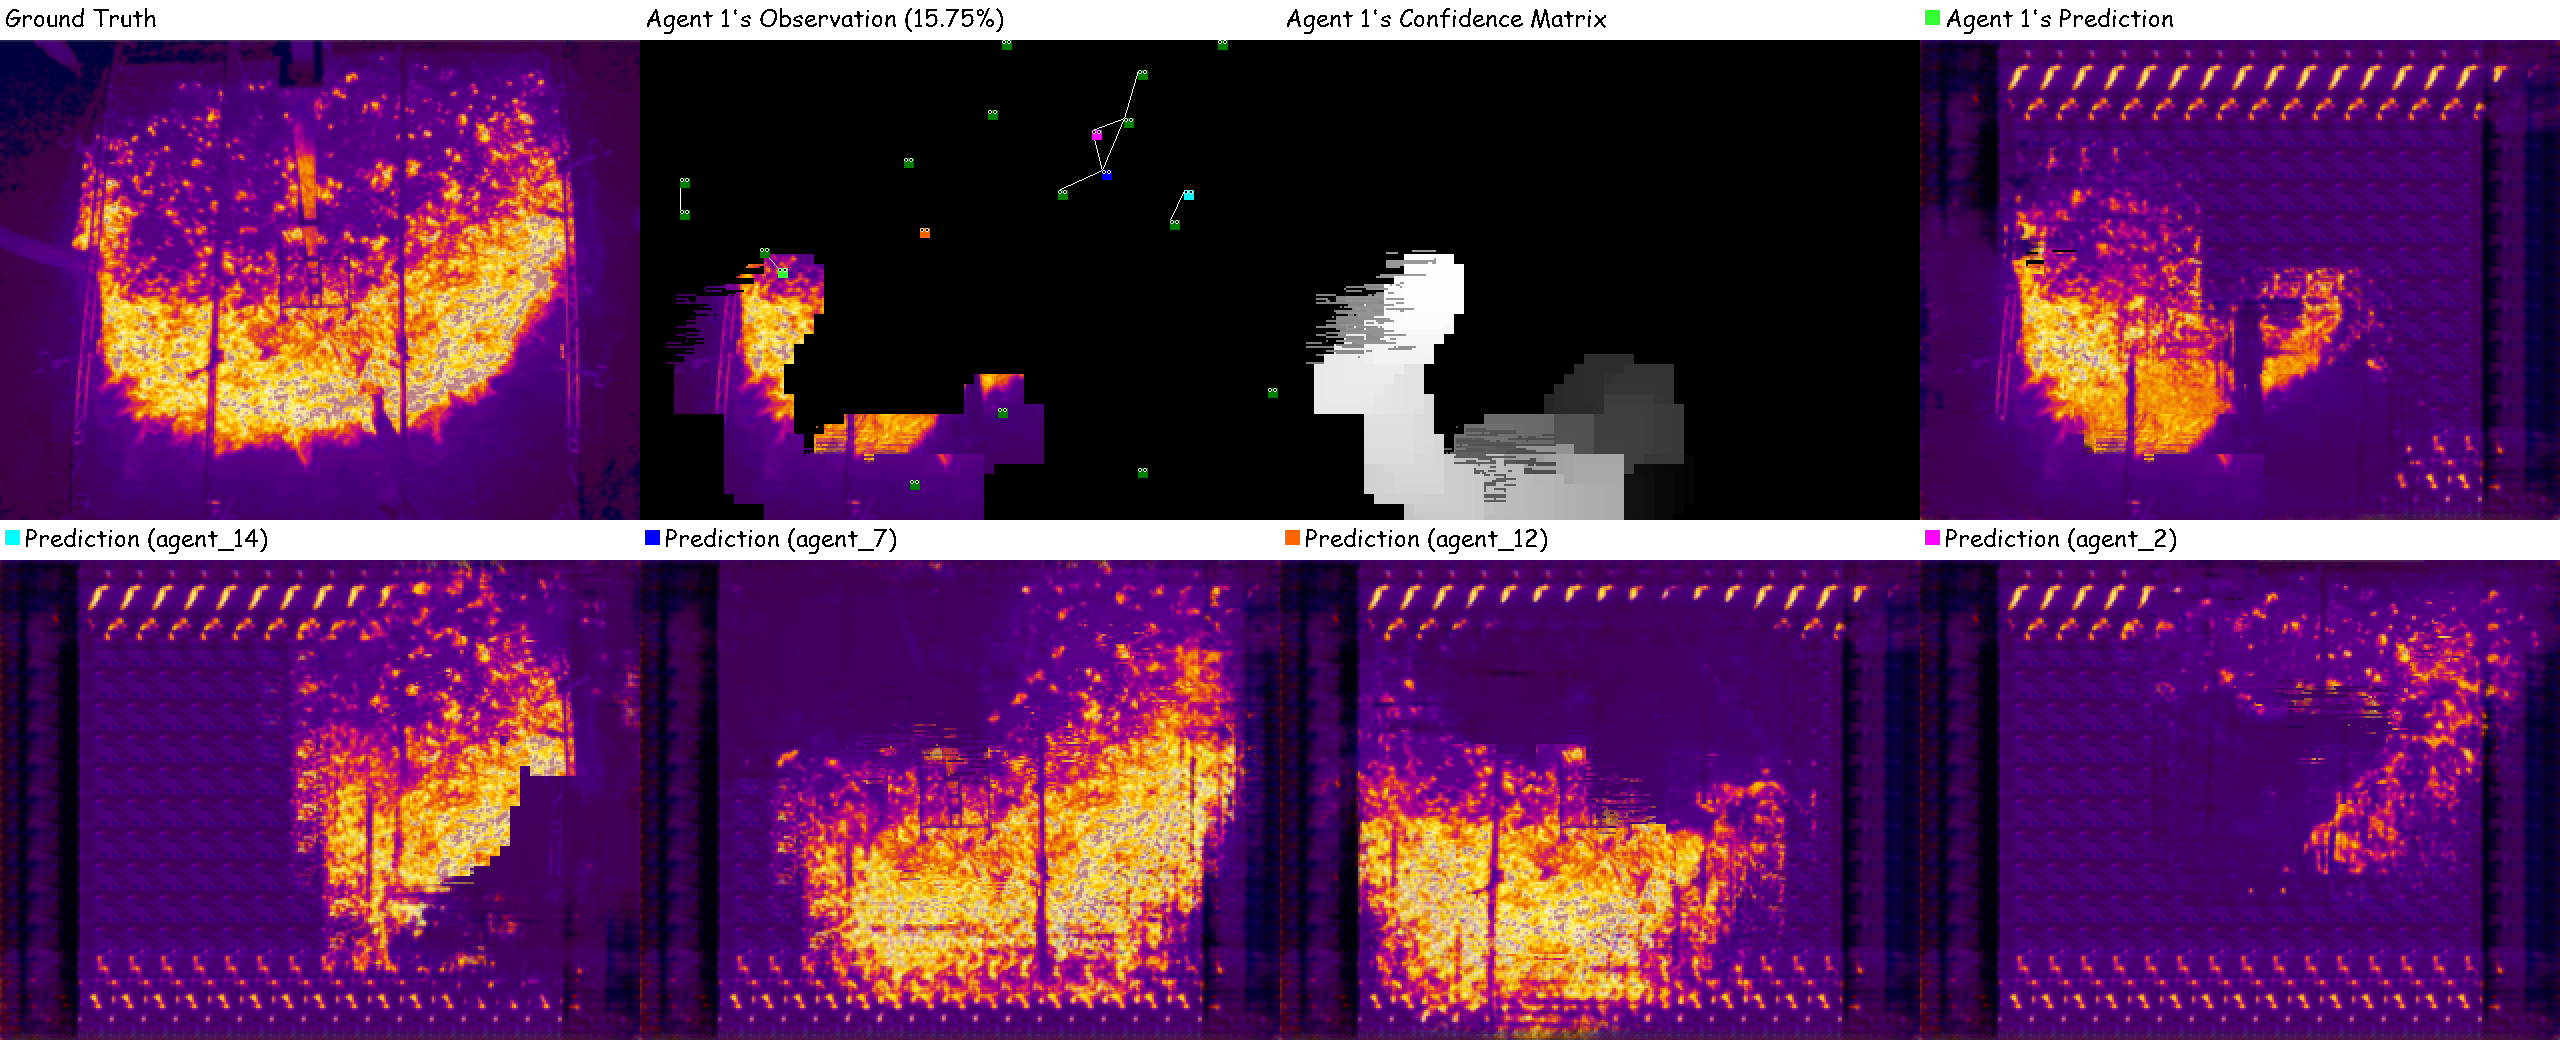 Ground Truth
Agent 1's Observation (15.75%)
Agent 1's Confidence Matrix
Agent 1's Prediction
Prediction (agent_14)
Prediction (agent_7)
Prediction (agent_12)
Prediction (agent_2)